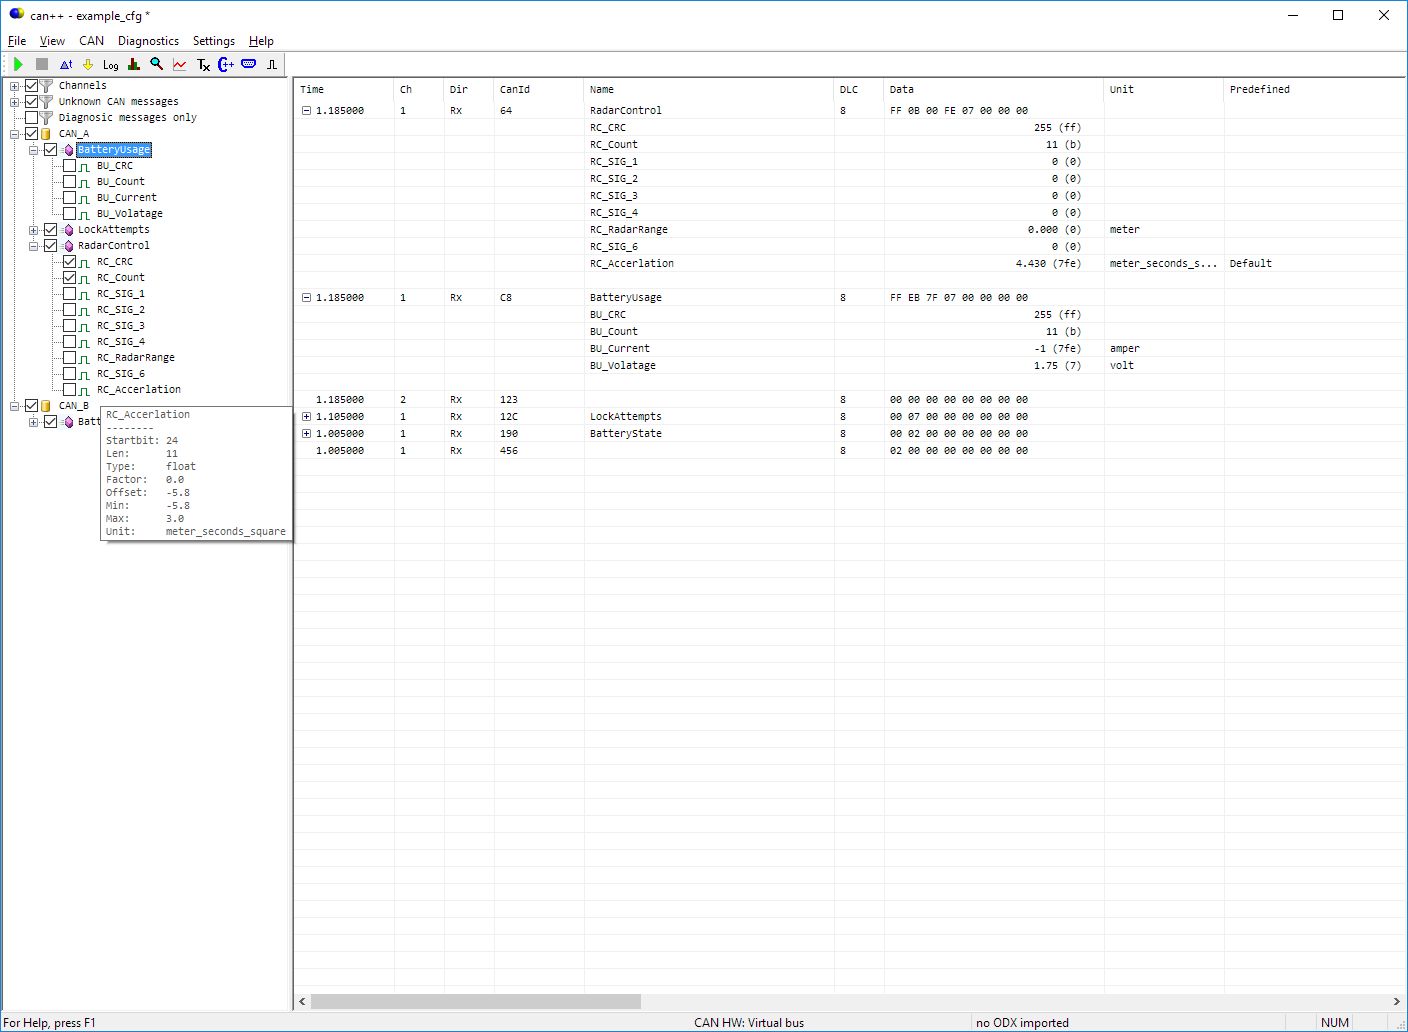 can++ - example_cfg *
File View CAN Diagnostics Settings Help
Δt Log Tx C++
Channels
Unknown CAN messages
Diagnosic messages only
CAN_A
BatteryUsage
BU_CRC
BU_Count
BU_Current
BU_Volatage
LockAttempts
RadarControl
RC_CRC
RC_Count
RC_SIG_1
RC_SIG_2
RC_SIG_3
RC_SIG_4
RC_RadarRange
RC_SIG_6
RC_Accerlation
CAN_B
Batt
RC_Accerlation
--------
Startbit: 24
Len: 11
Type: float
Factor: 0.0
Offset: -5.8
Min: -5.8
Max: 3.0
Unit: meter_seconds_square
Time Ch Dir CanId Name DLC Data Unit Predefined
1.185000 1 Rx 64 RadarControl 8 FF 0B 00 FE 07 00 00 00
RC_CRC 255 (ff)
RC_Count 11 (b)
RC_SIG_1 0 (0)
RC_SIG_2 0 (0)
RC_SIG_3 0 (0)
RC_SIG_4 0 (0)
RC_RadarRange 0.000 (0) meter
RC_SIG_6 0 (0)
RC_Accerlation 4.430 (7fe) meter_seconds_s... Default
1.185000 1 Rx C8 BatteryUsage 8 FF EB 7F 07 00 00 00 00
BU_CRC 255 (ff)
BU_Count 11 (b)
BU_Current -1 (7fe) amper
BU_Volatage 1.75 (7) volt
1.185000 2 Rx 123 8 00 00 00 00 00 00 00 00
1.105000 1 Rx 12C LockAttempts 8 00 07 00 00 00 00 00 00
1.005000 1 Rx 190 BatteryState 8 00 02 00 00 00 00 00 00
1.005000 1 Rx 456 8 02 00 00 00 00 00 00 00
For Help, press F1 CAN HW: Virtual bus no ODX imported NUM